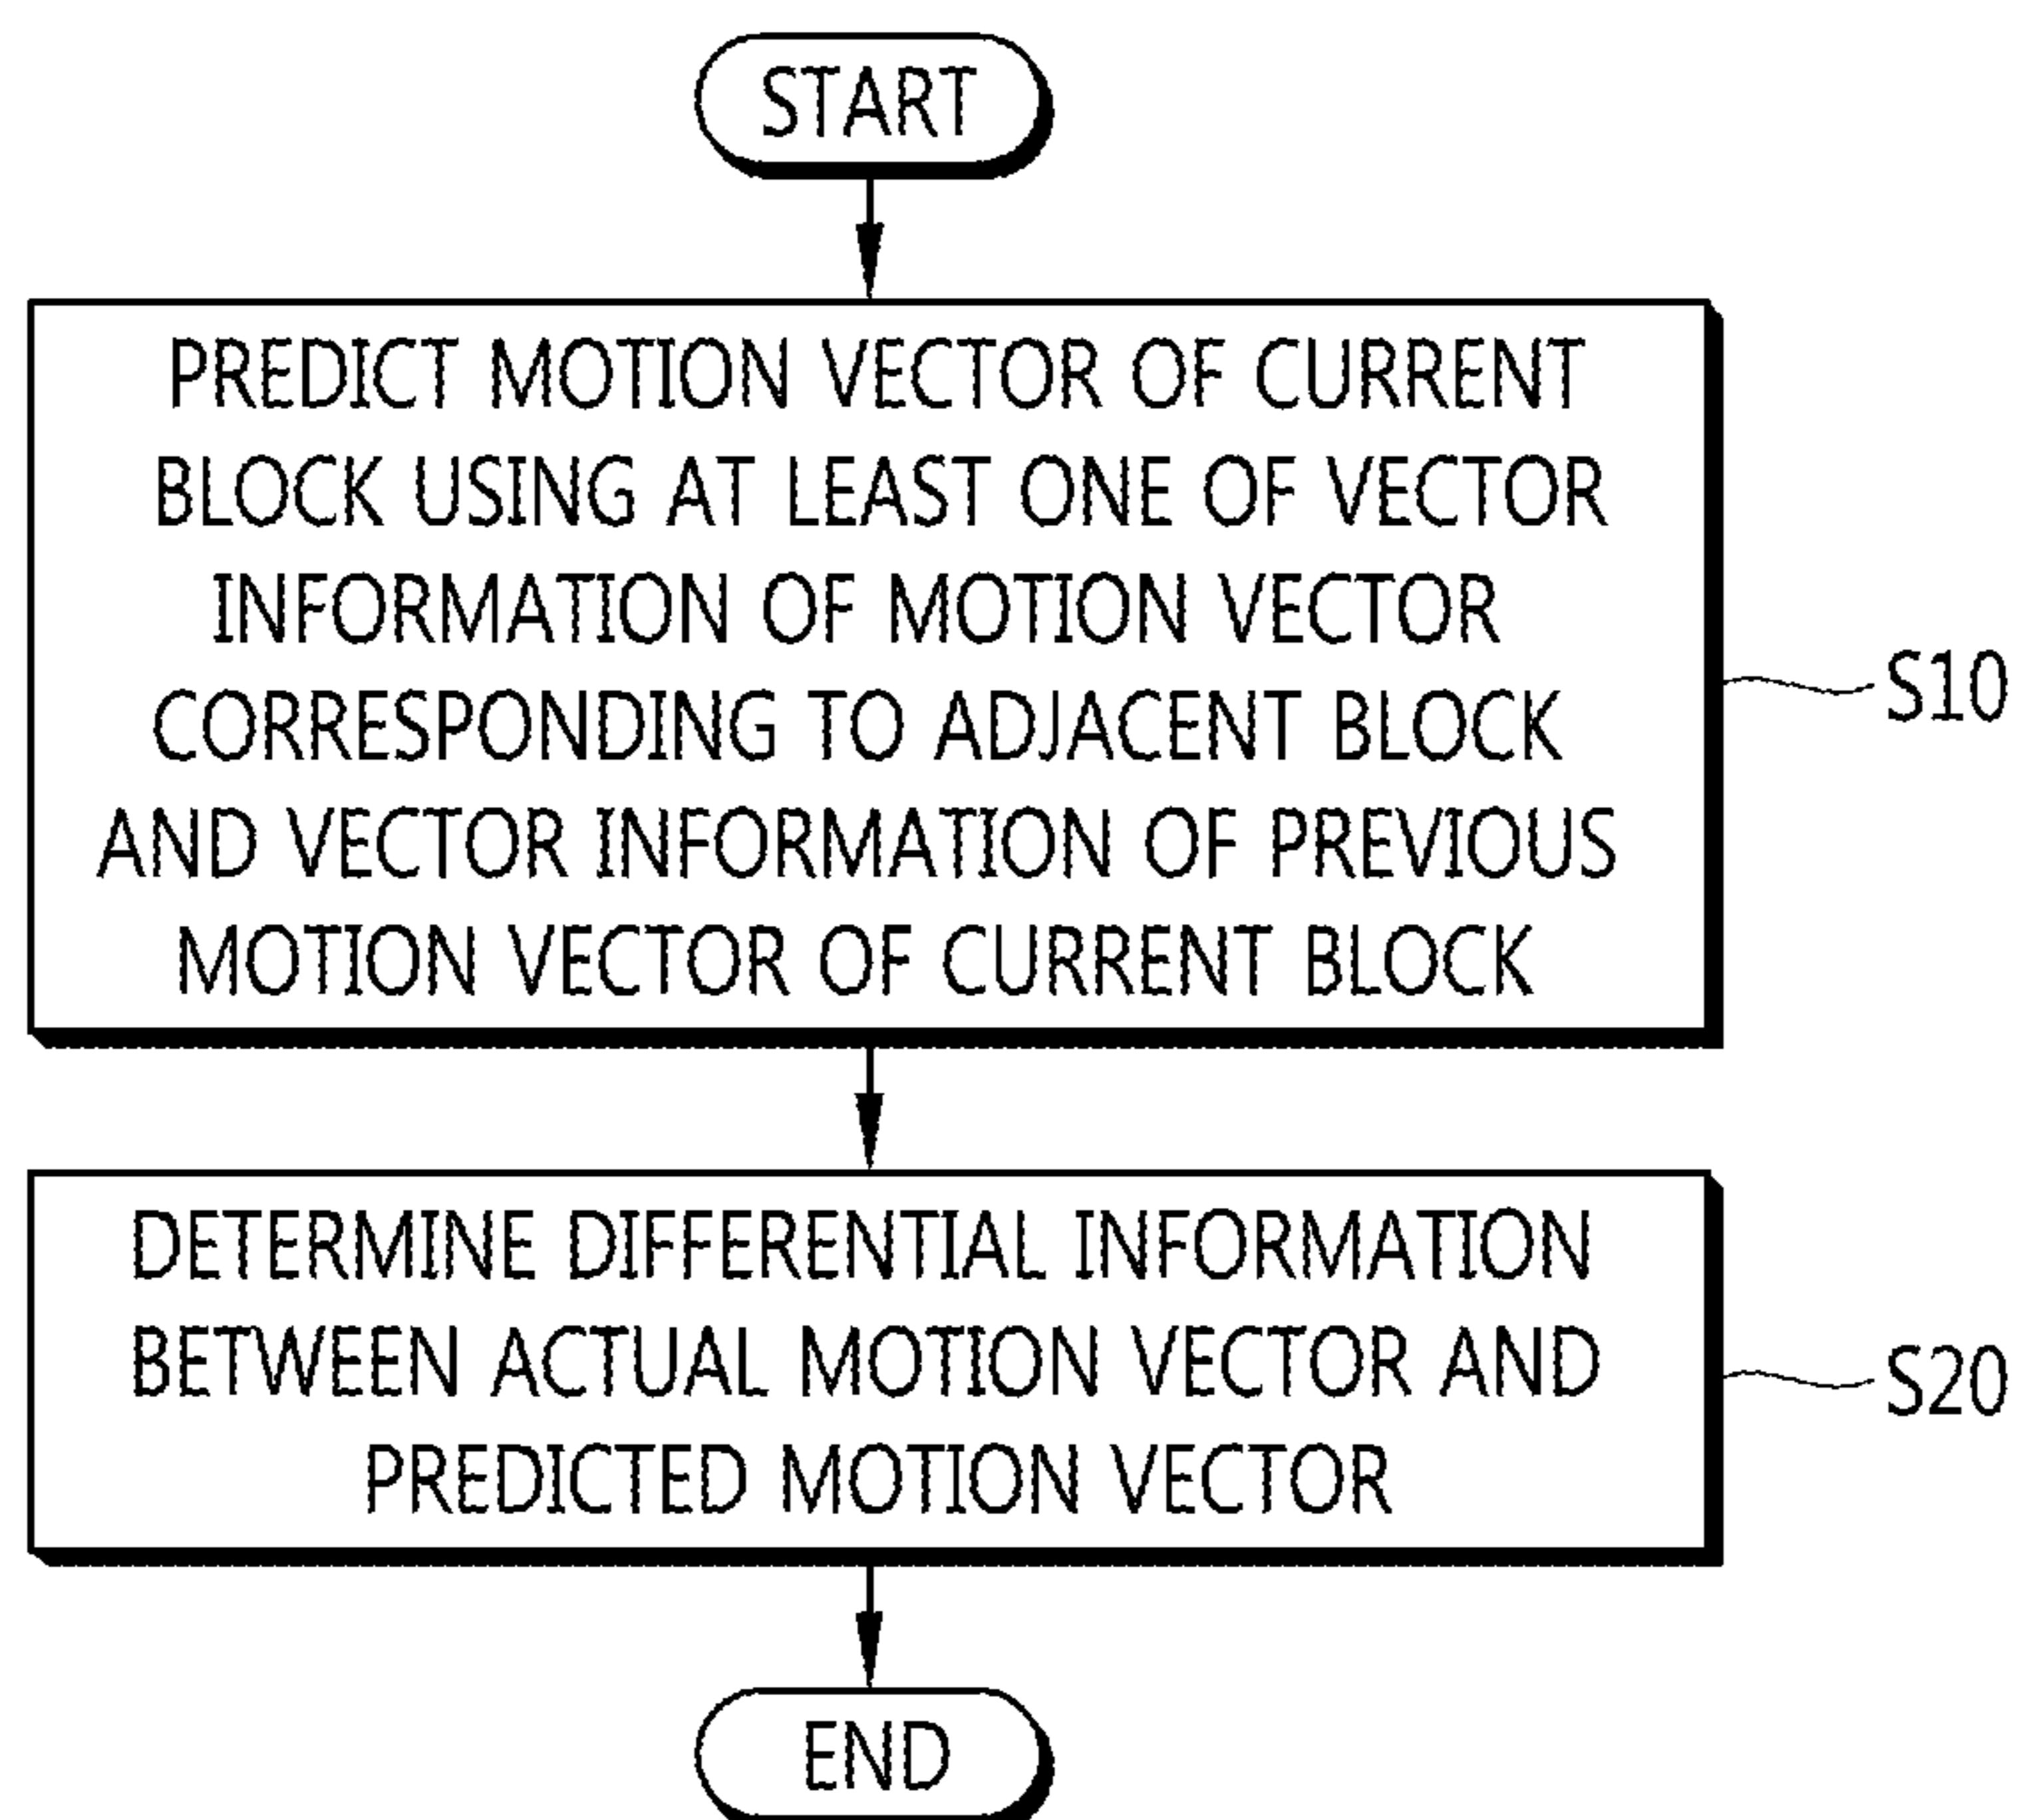 START
PREDICT MOTION VECTOR OF CURRENT
BLOCK USING AT LEAST ONE OF VECTOR
INFORMATION OF MOTION VECTOR
CORRESPONDING TO ADJACENT BLOCK
AND VECTOR INFORMATION OF PREVIOUS
MOTION VECTOR OF CURRENT BLOCK
S10
DETERMINE DIFFERENTIAL INFORMATION
BETWEEN ACTUAL MOTION VECTOR AND
PREDICTED MOTION VECTOR
S20
END